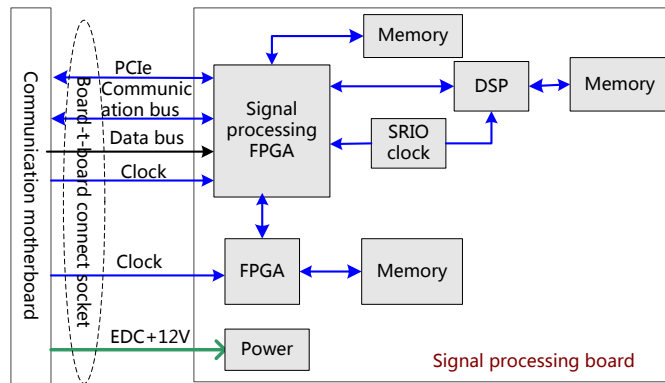 Communication motherboard
Board-t-board connect socket
PCIe
Communic
ation bus
Data bus
Clock
Clock
EDC+12V
Signal
processing
FPGA
Memory
DSP
Memory
SRIO
clock
FPGA
Memory
Power
Signal processing board